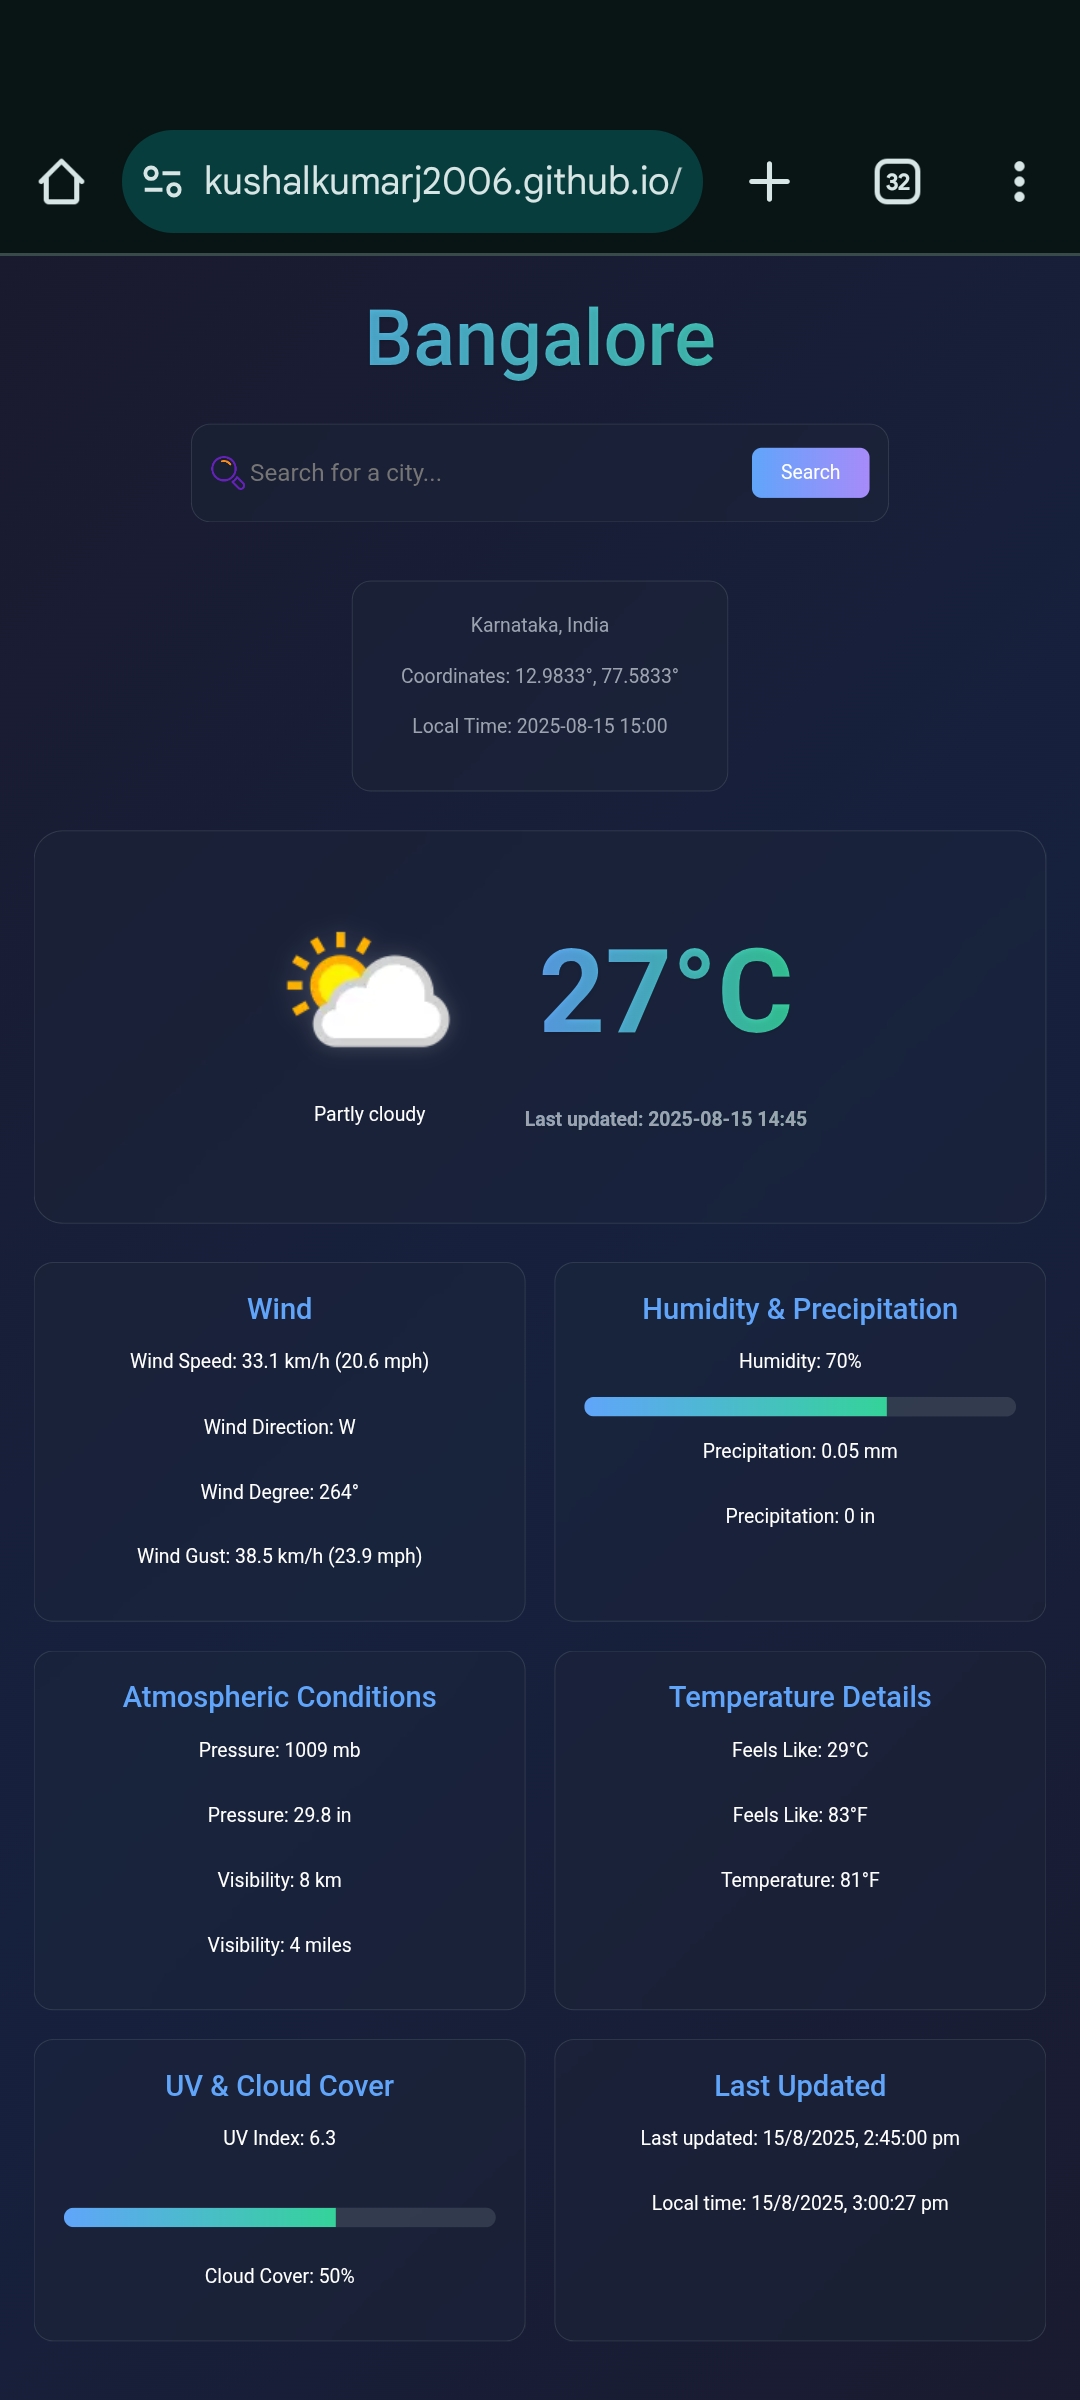 kushalkumarj2006.github.io/
32
Bangalore
Search for a city...
Search
Karnataka, India
Coordinates: 12.9833°, 77.5833°
Local Time: 2025-08-15 15:00
27°C
Partly cloudy
Last updated: 2025-08-15 14:45
Wind
Wind Speed: 33.1 km/h (20.6 mph)
Wind Direction: W
Wind Degree: 264°
Wind Gust: 38.5 km/h (23.9 mph)
Humidity & Precipitation
Humidity: 70%
Precipitation: 0.05 mm
Precipitation: 0 in
Atmospheric Conditions
Pressure: 1009 mb
Pressure: 29.8 in
Visibility: 8 km
Visibility: 4 miles
Temperature Details
Feels Like: 29°C
Feels Like: 83°F
Temperature: 81°F
UV & Cloud Cover
UV Index: 6.3
Cloud Cover: 50%
Last Updated
Last updated: 15/8/2025, 2:45:00 pm
Local time: 15/8/2025, 3:00:27 pm